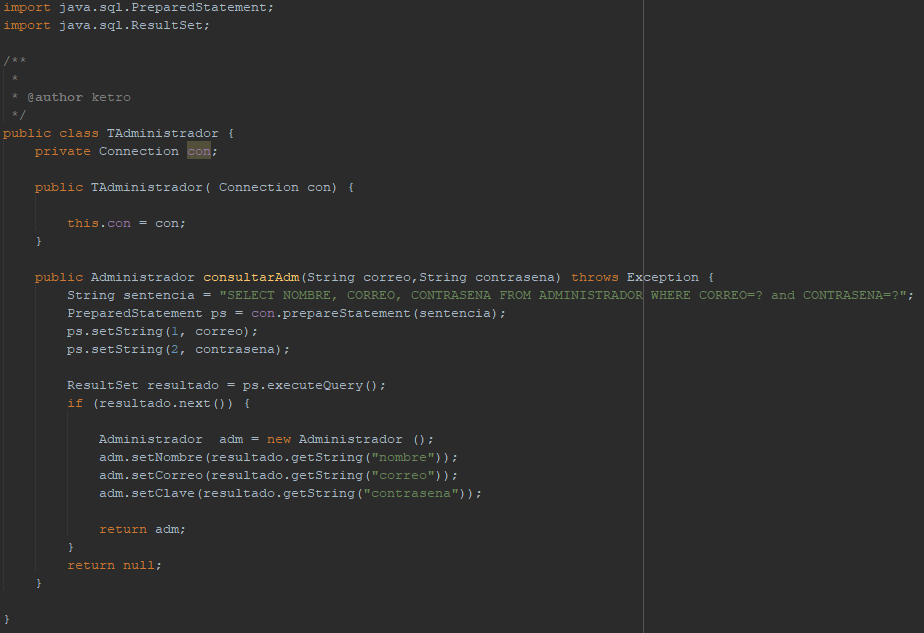 import java.sql.PreparedStatement;
import java.sql.ResultSet;
/**
 *
 * @author ketro
 */
public class TAdministrador {
    private Connection con;
    public TAdministrador( Connection con) {
        this.con = con;
    }
    public Administrador consultarAdm(String correo,String contrasena) throws Exception {
        String sentencia = "SELECT NOMBRE, CORREO, CONTRASENA FROM ADMINISTRADOR WHERE CORREO=? and CONTRASENA=?";
        PreparedStatement ps = con.prepareStatement(sentencia);
        ps.setString(1, correo);
        ps.setString(2, contrasena);
        ResultSet resultado = ps.executeQuery();
        if (resultado.next()) {
            Administrador  adm = new Administrador ();
            adm.setNombre(resultado.getString("nombre"));
            adm.setCorreo(resultado.getString("correo"));
            adm.setClave(resultado.getString("contrasena"));
            return adm;
        }
        return null;
    }
}